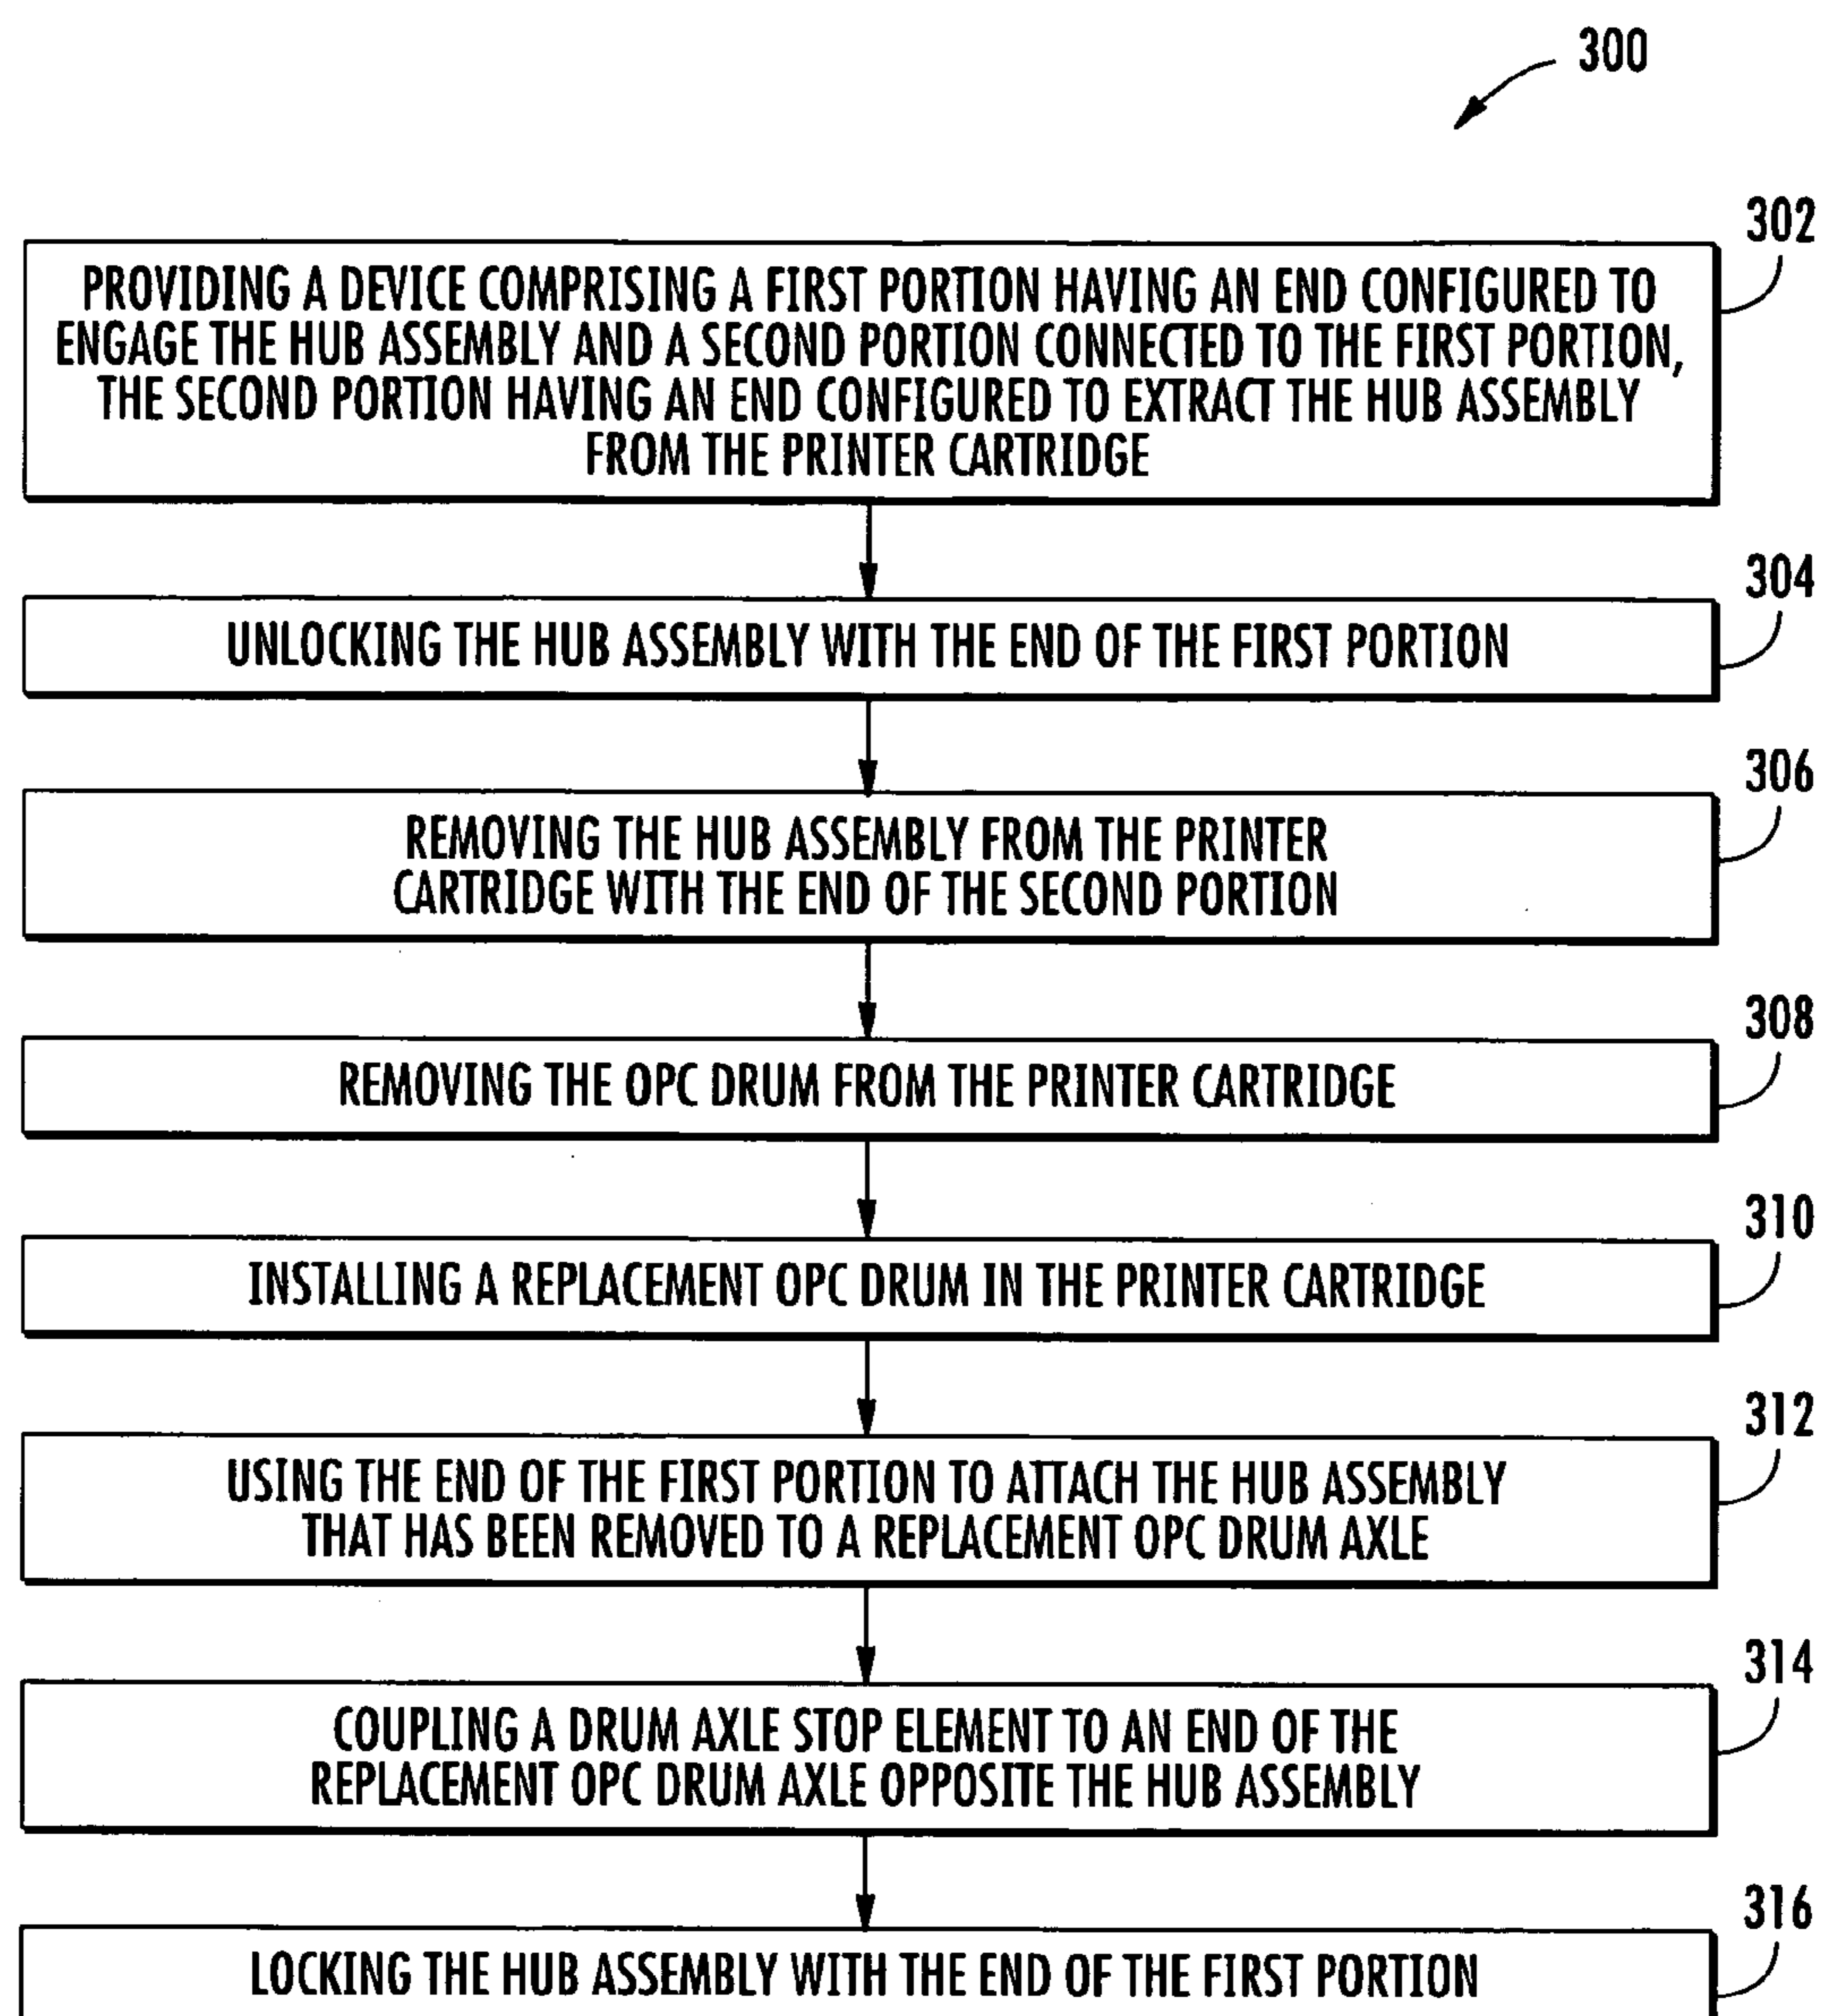 300
302
PROVIDING A DEVICE COMPRISING A FIRST PORTION HAVING AN END CONFIGURED TO
ENGAGE THE HUB ASSEMBLY AND A SECOND PORTION CONNECTED TO THE FIRST PORTION,
THE SECOND PORTION HAVING AN END CONFIGURED TO EXTRACT THE HUB ASSEMBLY
FROM THE PRINTER CARTRIDGE
304
UNLOCKING THE HUB ASSEMBLY WITH THE END OF THE FIRST PORTION
306
REMOVING THE HUB ASSEMBLY FROM THE PRINTER
CARTRIDGE WITH THE END OF THE SECOND PORTION
308
REMOVING THE OPC DRUM FROM THE PRINTER CARTRIDGE
310
INSTALLING A REPLACEMENT OPC DRUM IN THE PRINTER CARTRIDGE
312
USING THE END OF THE FIRST PORTION TO ATTACH THE HUB ASSEMBLY
THAT HAS BEEN REMOVED TO A REPLACEMENT OPC DRUM AXLE
314
COUPLING A DRUM AXLE STOP ELEMENT TO AN END OF THE
REPLACEMENT OPC DRUM AXLE OPPOSITE THE HUB ASSEMBLY
316
LOCKING THE HUB ASSEMBLY WITH THE END OF THE FIRST PORTION